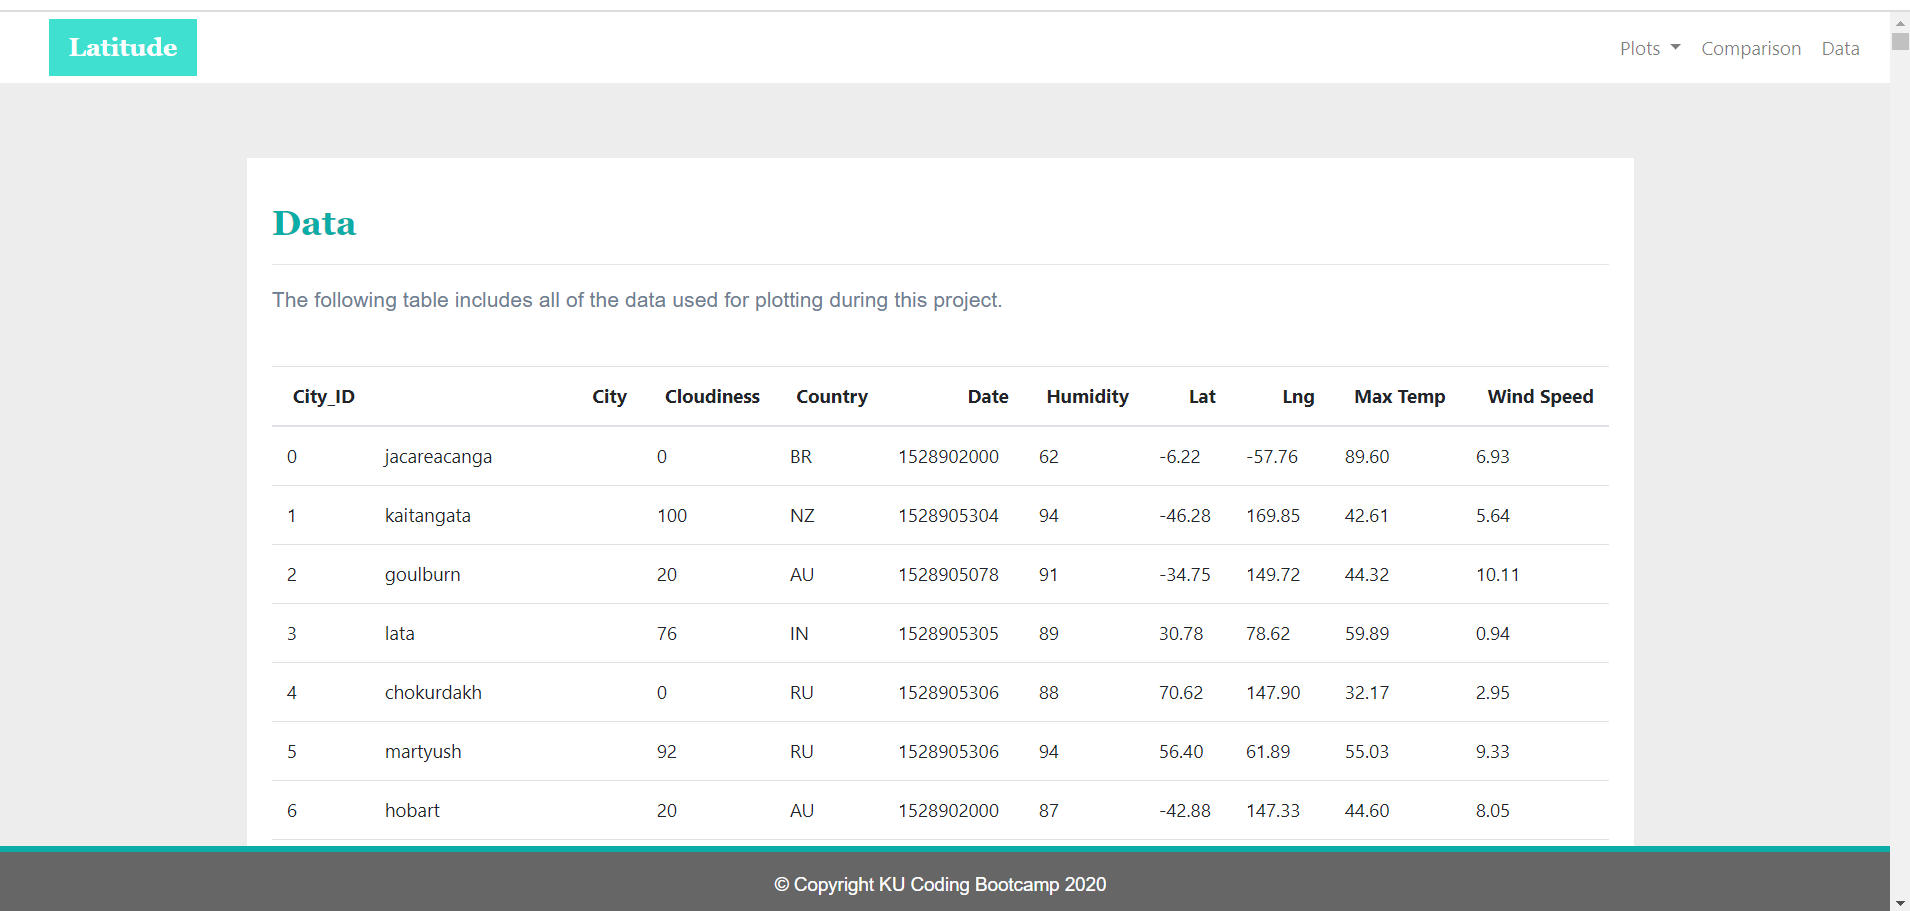 Latitude Plots Comparison Data
Data
The following table includes all of the data used for plotting during this project.
City_ID City Cloudiness Country Date Humidity Lat Lng Max Temp Wind Speed
0 jacareacanga 0 BR 1528902000 62 -6.22 -57.76 89.60 6.93
1 kaitangata 100 NZ 1528905304 94 -46.28 169.85 42.61 5.64
2 goulburn 20 AU 1528905078 91 -34.75 149.72 44.32 10.11
3 lata 76 IN 1528905305 89 30.78 78.62 59.89 0.94
4 chokurdakh 0 RU 1528905306 88 70.62 147.90 32.17 2.95
5 martyush 92 RU 1528905306 94 56.40 61.89 55.03 9.33
6 hobart 20 AU 1528902000 87 -42.88 147.33 44.60 8.05
© Copyright KU Coding Bootcamp 2020